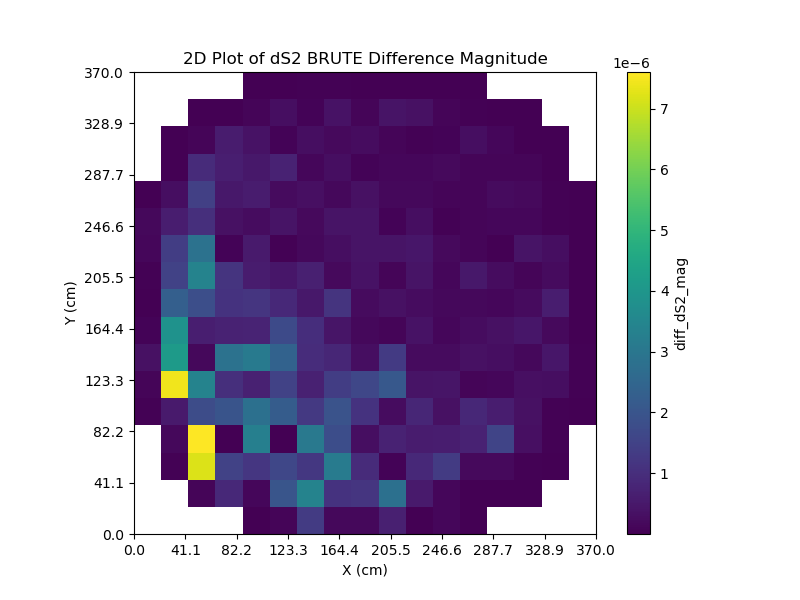 2D Plot of dS2 BRUTE Difference Magnitude
1e−6
370.0
328.9
287.7
246.6
205.5
164.4
123.3
82.2
41.1
0.0
Y (cm)
0.0 41.1 82.2 123.3 164.4 205.5 246.6 287.7 328.9 370.0
X (cm)
7
6
5
4
3
2
1
diff_dS2_mag